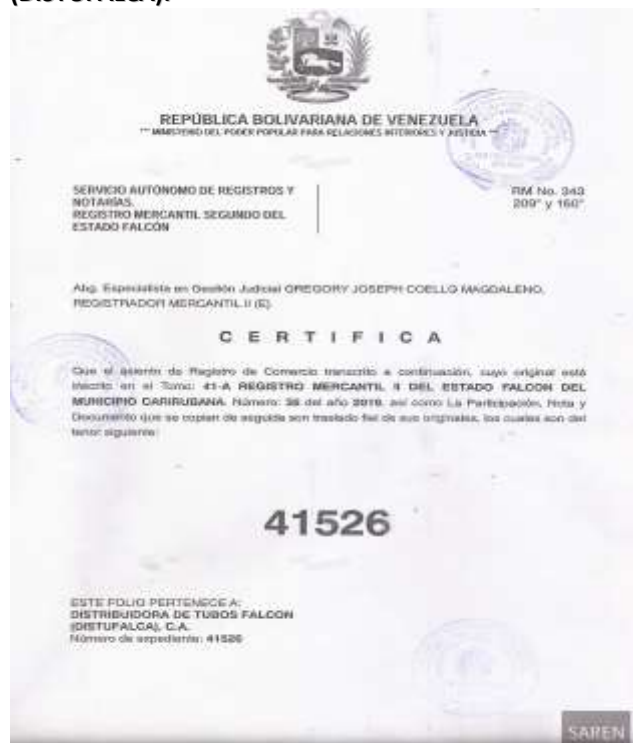 (DISTUFALCA).
REPÚBLICA BOLIVARIANA DE VENEZUELA
*** MINISTERIO DEL PODER POPULAR PARA RELACIONES INTERIORES Y JUSTICIA ***
SERVICIO AUTÓNOMO DE REGISTROS Y
NOTARÍAS.
REGISTRO MERCANTIL SEGUNDO DEL
ESTADO FALCÓN
RM No. 343
209° y 160°
Abg. Especialista en Gestión Judicial GREGORY JOSEPH COELLO MAGDALENO,
REGISTRADOR MERCANTIL II (E).
C E R T I F I C A
Que el asiento de Registro de Comercio transcrito a continuación, cuyo original está
inscrito en el Tomo: 41-A REGISTRO MERCANTIL II DEL ESTADO FALCON DEL
MUNICIPIO CARIRUBANA. Número: 36 del año 2019, así como La Participación, Nota y
Documento que se copian de seguida son traslado fiel de sus originales, los cuales son del
tenor siguiente:
41526
ESTE FOLIO PERTENECE A:
DISTRIBUIDORA DE TUBOS FALCON
(DISTUFALCA), C.A.
Número de expediente: 41526
SAREN